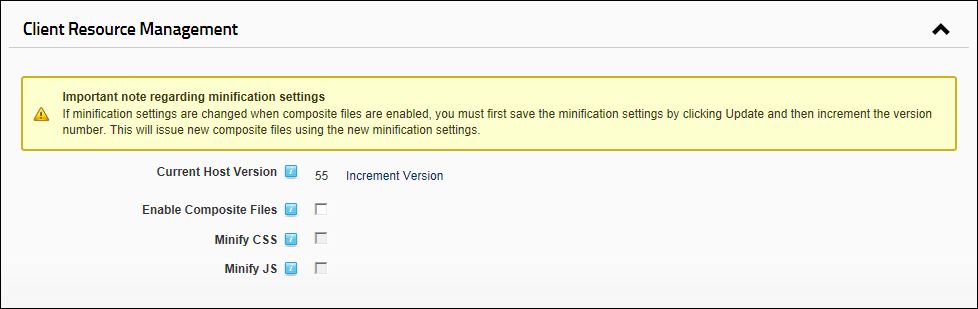 Client Resource Management
Important note regarding minification settings
If minification settings are changed when composite files are enabled, you must first save the minification settings by clicking Update and then increment the version
number. This will issue new composite files using the new minification settings.
Current Host Version 55 Increment Version
Enable Composite Files
Minify CSS
Minify JS